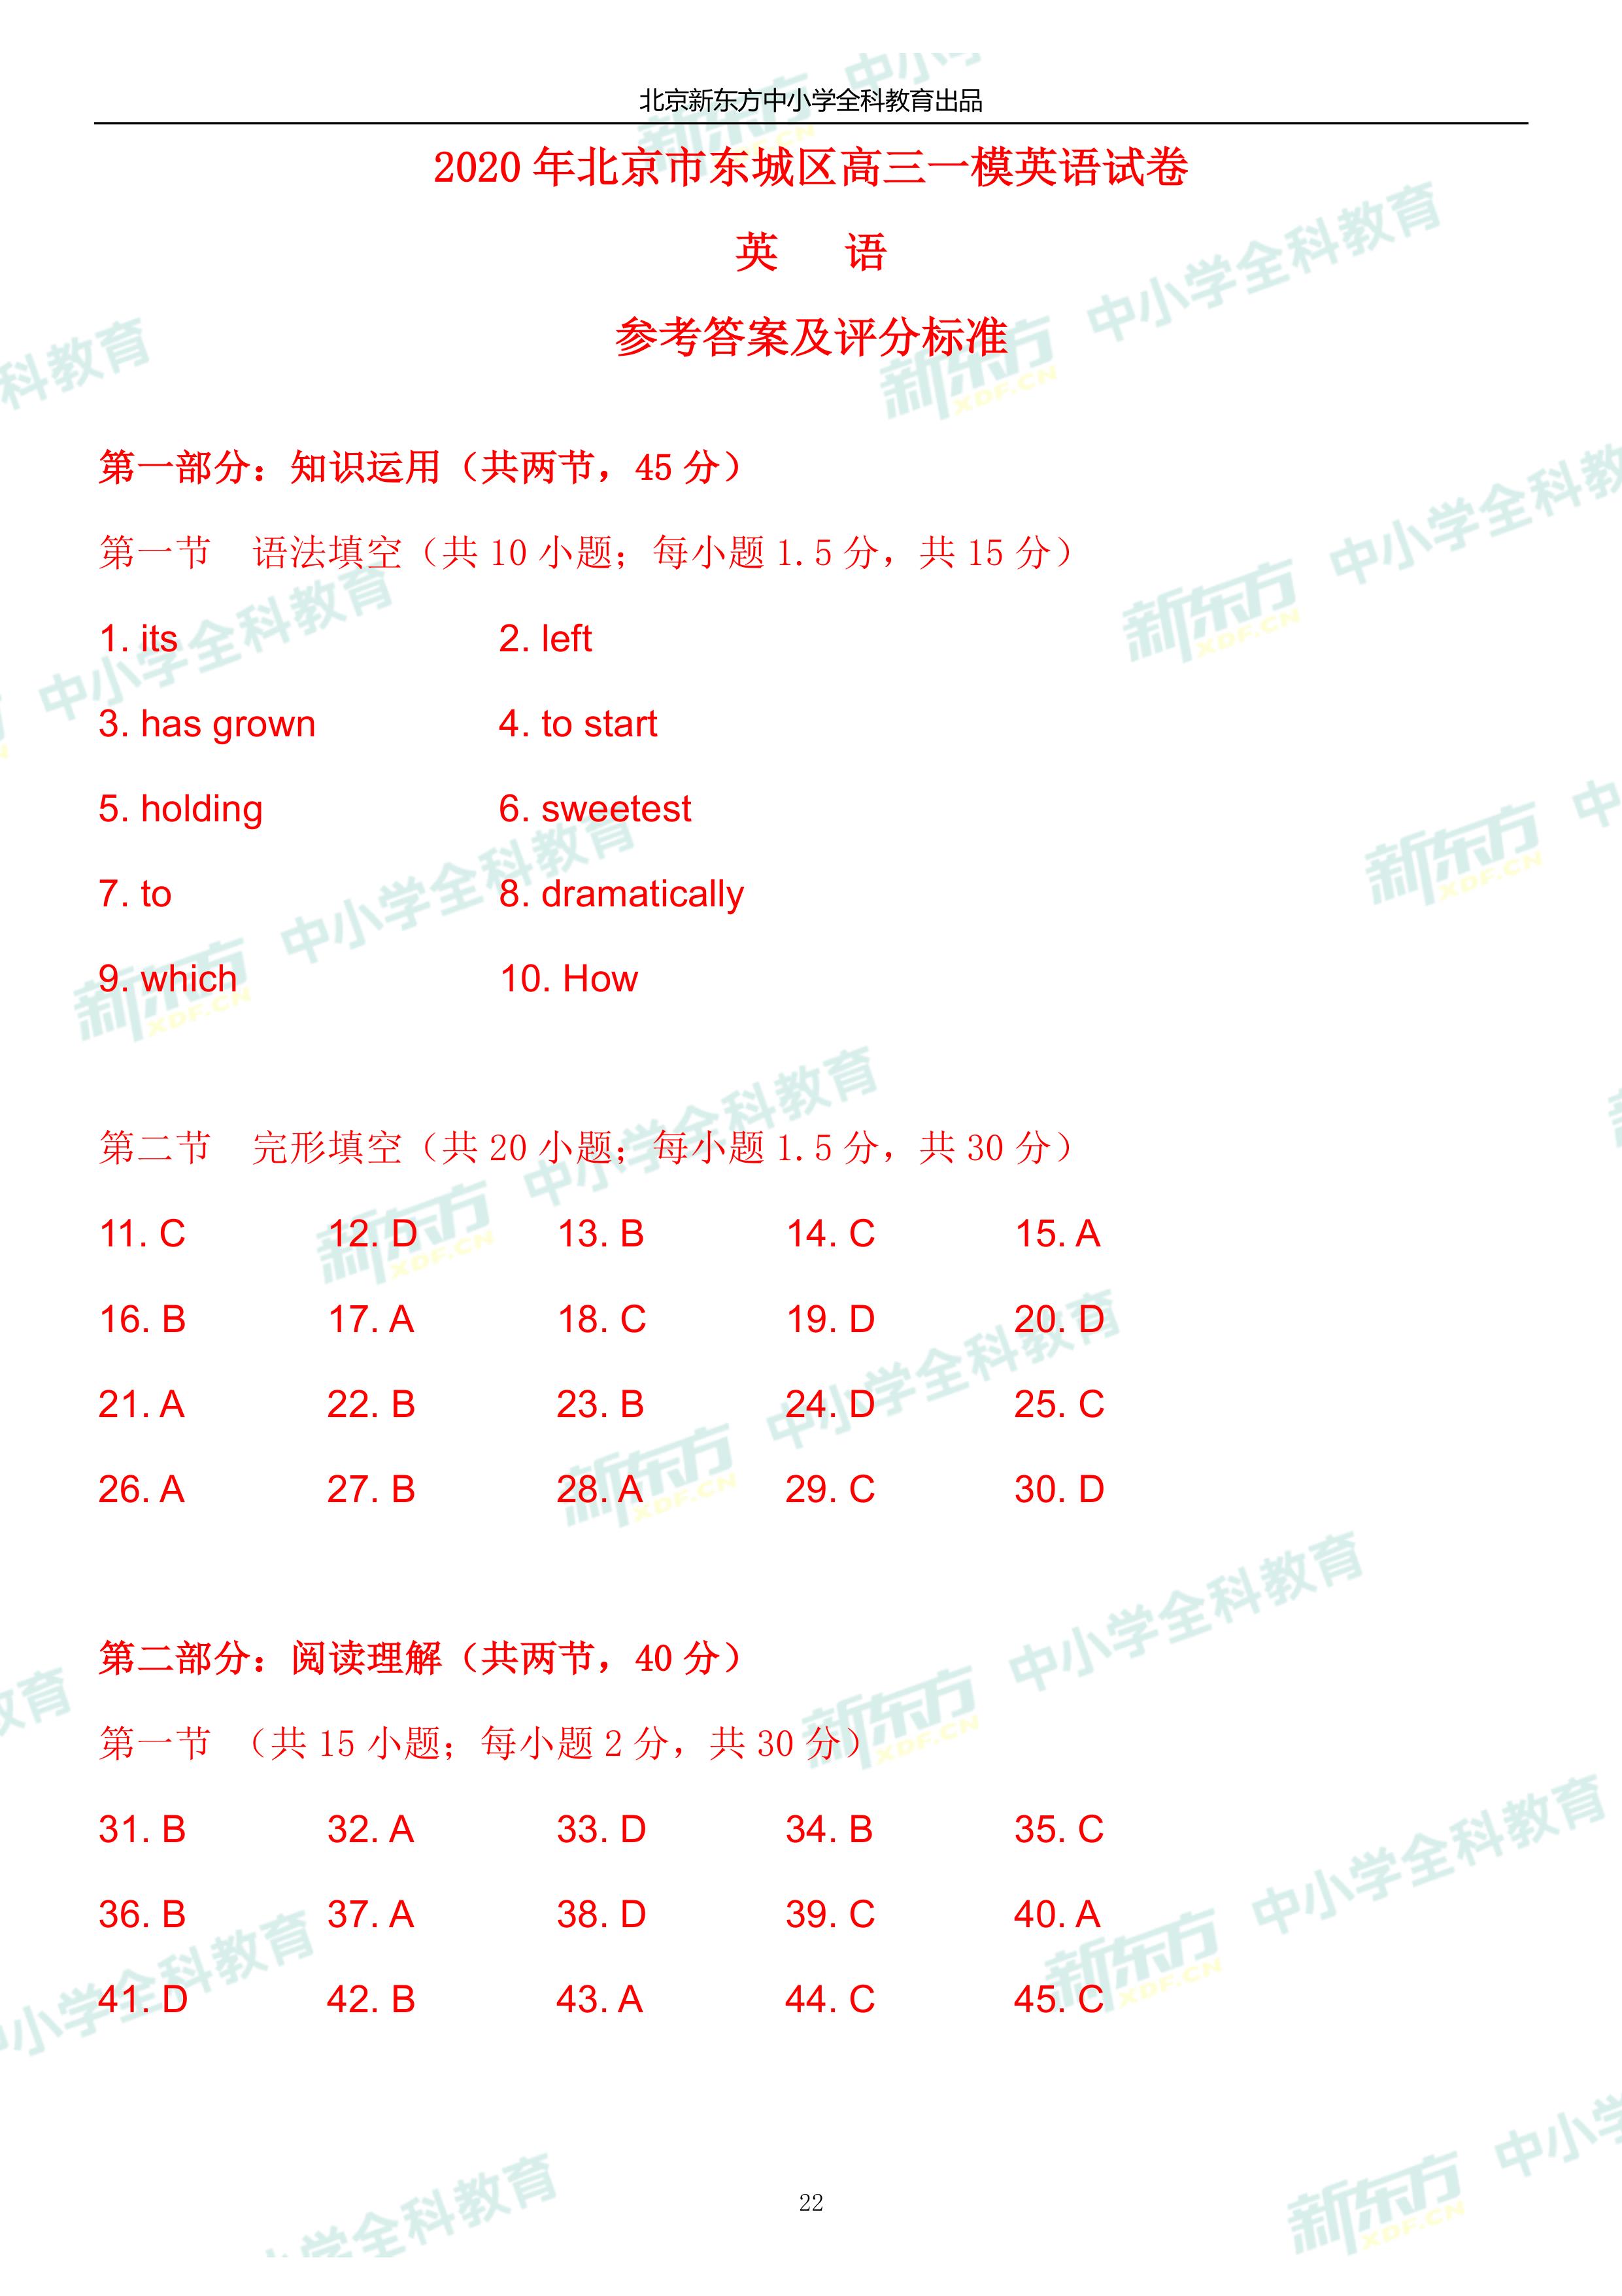 北京新东方中小学全科教育出品
2020 年北京市东城区高三一模英语试卷
英 语
参考答案及评分标准
第一部分：知识运用（共两节，45 分）
第一节 语法填空（共 10 小题；每小题 1.5 分，共 15 分）
1. its 2. left
3. has grown 4. to start
5. holding 6. sweetest
7. to 8. dramatically
9. which 10. How
第二节 完形填空（共 20 小题；每小题 1.5 分，共 30 分）
11. C 12. D 13. B 14. C 15. A
16. B 17. A 18. C 19. D 20. D
21. A 22. B 23. B 24. D 25. C
26. A 27. B 28. A 29. C 30. D
第二部分：阅读理解（共两节，40 分）
第一节 （共 15 小题；每小题 2 分，共 30 分）
31. B 32. A 33. D 34. B 35. C
36. B 37. A 38. D 39. C 40. A
41. D 42. B 43. A 44. C 45. C
22